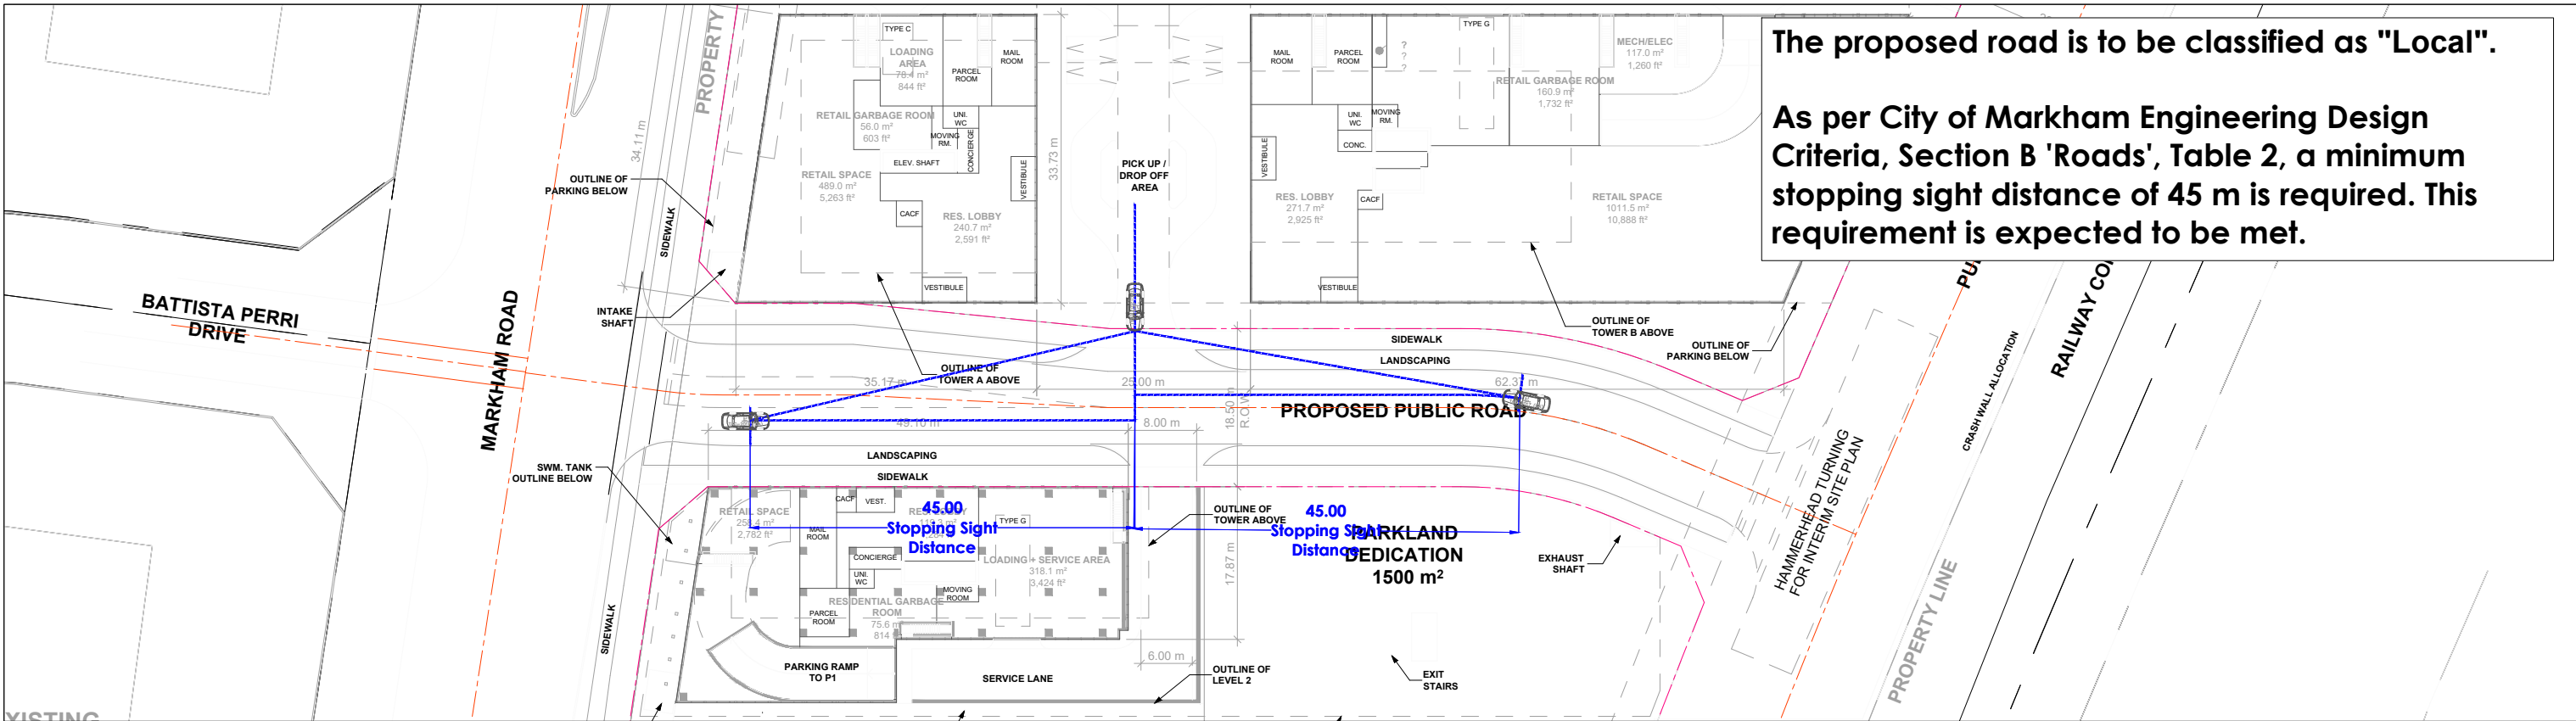 The proposed road is to be classified as "Local".
As per City of Markham Engineering Design
Criteria, Section B 'Roads', Table 2, a minimum
stopping sight distance of 45 m is required. This
requirement is expected to be met.
PROPERTY
34.11 m
OUTLINE OF
PARKING BELOW
SIDEWALK
INTAKE
SHAFT
BATTISTA PERRI
DRIVE
MARKHAM ROAD
TYPE C
LOADING
AREA
844 ft²
PARCEL
ROOM
MAIL
ROOM
RETAIL GARBAGE ROOM
56.0 m²
603 ft²
UNI.
WC
MOVING
RM.
CONCIERGE
ELEV. SHAFT
RETAIL SPACE
489.0 m²
5,263 ft²
VESTIBULE
CACF
RES. LOBBY
240.7 m²
2,591 ft²
VESTIBULE
33.73 m
PICK UP /
DROP OFF
AREA
MAIL
ROOM
PARCEL
ROOM
?
?
?
TYPE G
MECH/ELEC
117.0 m²
1,260 ft²
RETAIL GARBAGE ROOM
160.9 m²
1,732 ft²
UNI.
WC
MOVING
RM.
CONC.
VESTIBULE
RES. LOBBY
271.7 m²
2,925 ft²
CACF
RETAIL SPACE
1011.5 m²
10,888 ft²
VESTIBULE
OUTLINE OF
TOWER B ABOVE
OUTLINE OF
PARKING BELOW
SIDEWALK
LANDSCAPING
OUTLINE OF
TOWER A ABOVE
35.17 m
25.00 m
62.37 m
18.50 m
R.O.W.
PROPOSED PUBLIC ROAD
49.10 m
8.00 m
LANDSCAPING
SIDEWALK
SWM. TANK
OUTLINE BELOW
SIDEWALK
RETAIL SPACE
258.4 m²
2,782 ft²
MAIL
ROOM
CACF
VEST.
RES. LOBBY
45.00
Stopping Sight
Distance
TYPE G
CONCIERGE
UNI.
WC
LOADING + SERVICE AREA
318.1 m²
3,424 ft²
MOVING
ROOM
PARCEL
ROOM
RESIDENTIAL GARBAGE
ROOM
75.6 m
814
PARKING RAMP
TO P1
SERVICE LANE
OUTLINE OF
TOWER ABOVE
17.87 m
6.00 m
OUTLINE OF
LEVEL 2
45.00
Stopping Sight
Distance
PARKLAND
DEDICATION
1500 m²
EXHAUST
SHAFT
EXIT
STAIRS
HAMMERHEAD TURNING
FOR INTERIM SITE PLAN
PROPERTY LINE
CRASH WALL ALLOCATION
RAILWAY